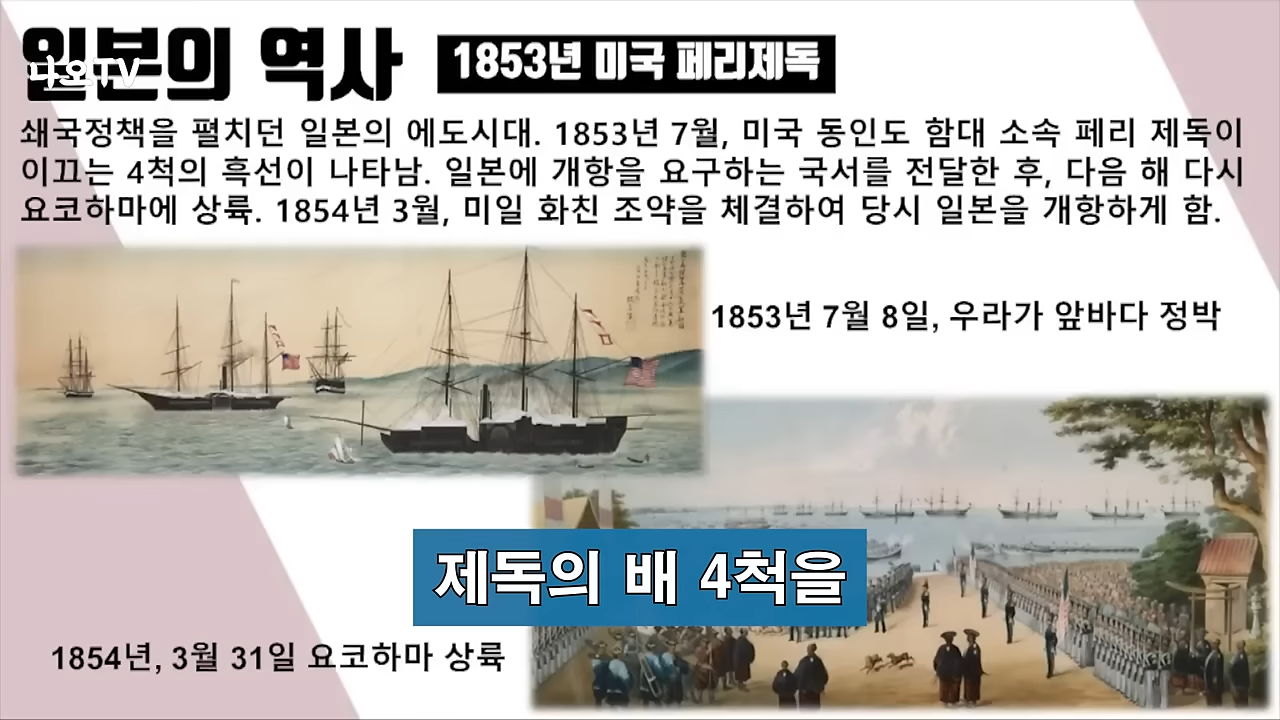 일본의 역사
나오TV
1853년 미국 페리제독
쇄국정책을 펼치던 일본의 에도시대. 1853년 7월, 미국 동인도 함대 소속 페리 제독이
이끄는 4척의 흑선이 나타남. 일본에 개항을 요구하는 국서를 전달한 후, 다음 해 다시
요코하마에 상륙. 1854년 3월, 미일 화친 조약을 체결하여 당시 일본을 개항하게 함.
1853년 7월 8일, 우라가 앞바다 정박
제독의 배 4척을
1854년, 3월 31일 요코하마 상륙